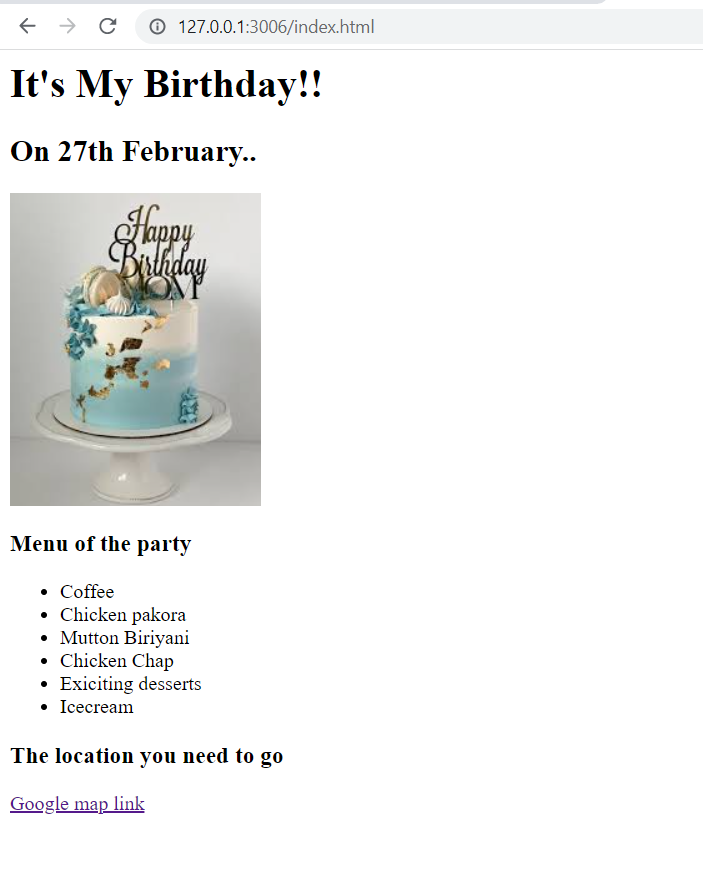 127.0.0.1:3006/index.html
It's My Birthday!!
On 27th February..
Happy
Birthday
MOM
Menu of the party
Coffee
Chicken pakora
Mutton Biriyani
Chicken Chap
Exiciting desserts
Icecream
The location you need to go
Google map link